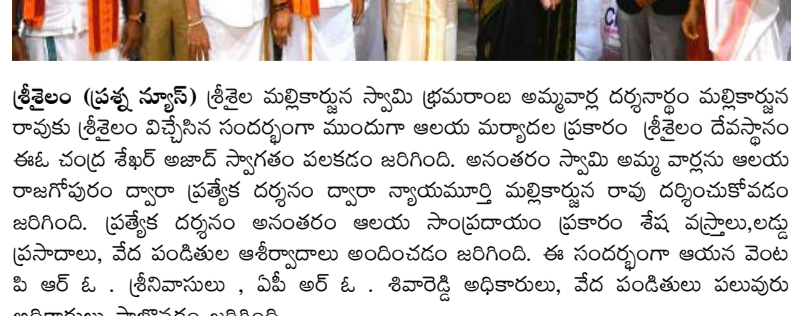 శ్రీశైలం (ప్రశ్న న్యూస్) శ్రీశైల మల్లికార్జున స్వామి భ్రమరాంబ అమ్మవార్ల దర్శనార్థం మల్లికార్జున
రావుకు శ్రీశైలం విచ్చేసిన సందర్భంగా ముందుగా ఆలయ మర్యాదల ప్రకారం శ్రీశైలం దేవస్థానం
ఈఓ చంద్ర శేఖర్ అజాద్ స్వాగతం పలకడం జరిగింది. అనంతరం స్వామి అమ్మ వార్లను ఆలయ
రాజగోపురం ద్వారా ప్రత్యేక దర్శనం ద్వారా న్యాయమూర్తి మల్లికార్జున రావు దర్శించుకోవడం
జరిగింది. ప్రత్యేక దర్శనం అనంతరం ఆలయ సాంప్రదాయం ప్రకారం శేష వస్త్రాలు,లడ్డు
ప్రసాదాలు, వేద పండితుల ఆశీర్వాదాలు అందించడం జరిగింది. ఈ సందర్భంగా ఆయన వెంట
పి ఆర్ ఓ . శ్రీనివాసులు , ఏపీ అర్ ఓ . శివారెడ్డి అధికారులు, వేద పండితులు పలువురు